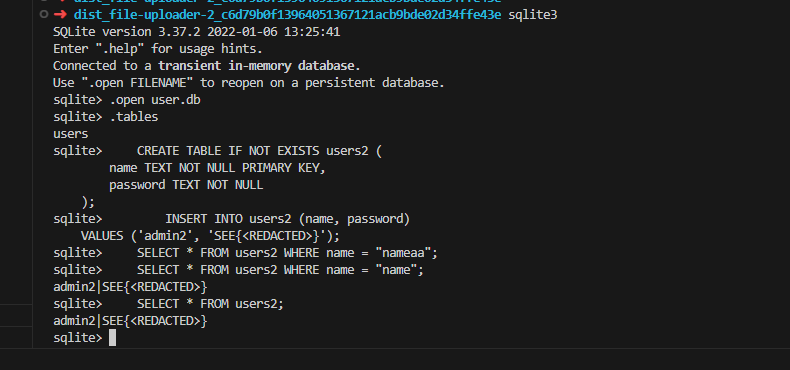 ➜ dist_file-uploader-2_c6d79b0f13964051367121acb9bde02d34ffe43e sqlite3
SQLite version 3.37.2 2022-01-06 13:25:41
Enter ".help" for usage hints.
Connected to a transient in-memory database.
Use ".open FILENAME" to reopen on a persistent database.
sqlite> .open user.db
sqlite> .tables
users
sqlite>     CREATE TABLE IF NOT EXISTS users2 (
        name TEXT NOT NULL PRIMARY KEY,
        password TEXT NOT NULL
    );
sqlite>         INSERT INTO users2 (name, password)
    VALUES ('admin2', 'SEE{<REDACTED>}');
sqlite>     SELECT * FROM users2 WHERE name = "nameaa";
sqlite>     SELECT * FROM users2 WHERE name = "name";
admin2|SEE{<REDACTED>}
sqlite>     SELECT * FROM users2;
admin2|SEE{<REDACTED>}
sqlite>